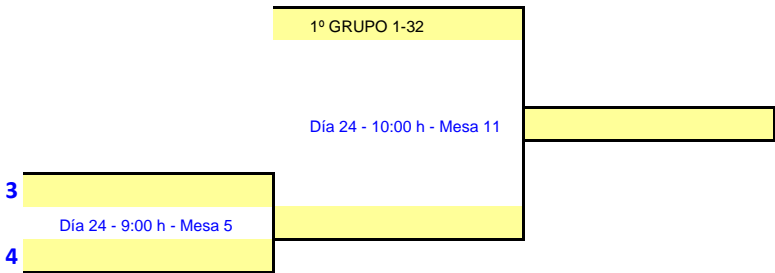 1º GRUPO 1-32
Día 24 - 10:00 h - Mesa 11
3
Día 24 - 9:00 h - Mesa 5
4